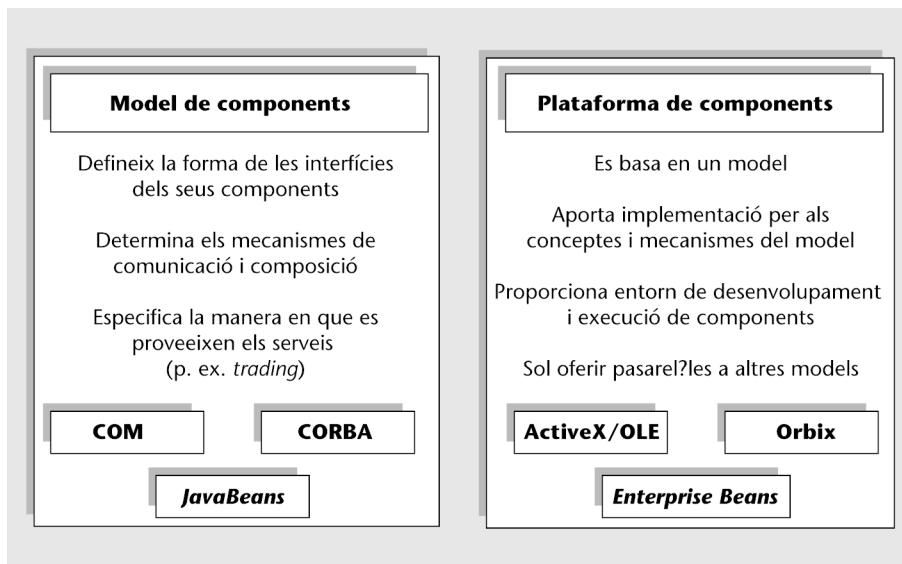 Model de components
Defineix la forma de les interfícies
dels seus components
Determina els mecanismes de
comunicació i composició
Especifica la manera en que es
proveeixen els serveis
(p. ex. trading)
COM
CORBA
JavaBeans
Plataforma de components
Es basa en un model
Aporta implementació per als
conceptes i mecanismes del model
Proporciona entorn de desenvolupament
i execució de components
Sol oferir pasarel?les a altres models
ActiveX/OLE
Orbix
Enterprise Beans